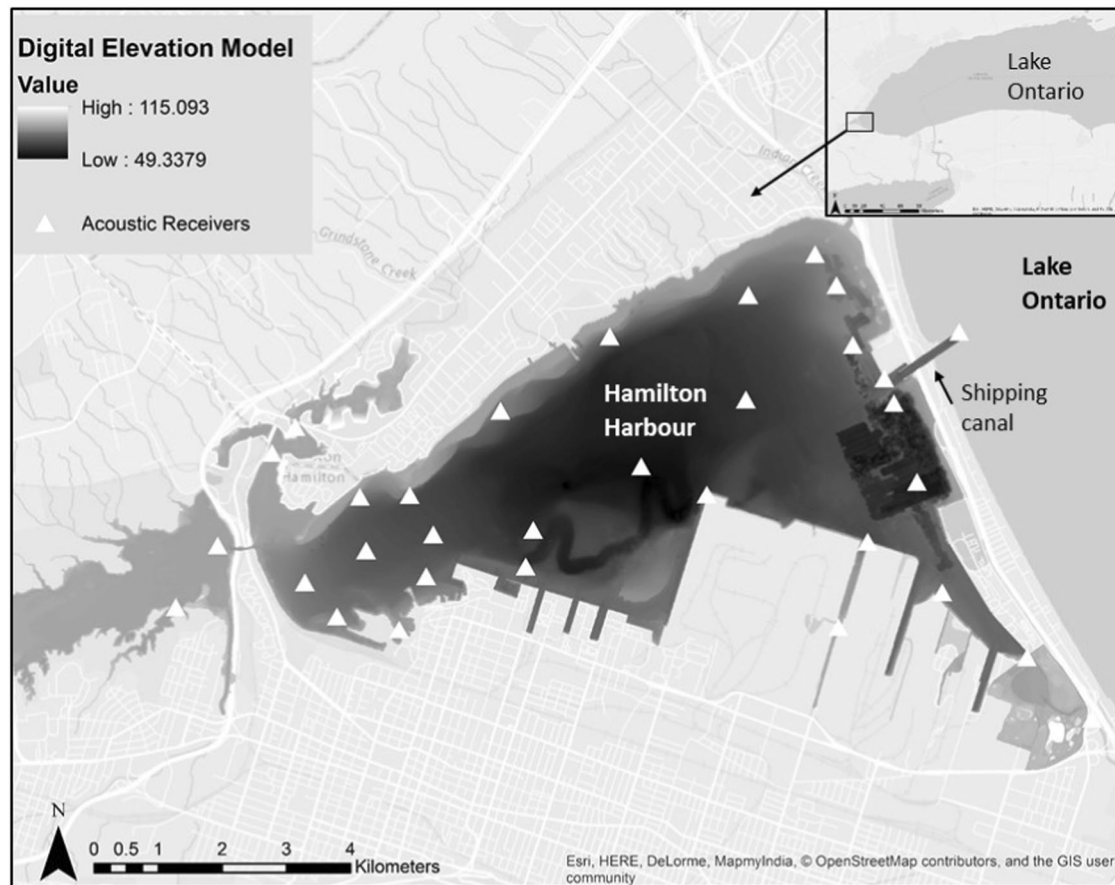 Digital Elevation Model
Value
High : 115.093
Low : 49.3379
Acoustic Receivers
Lake
Ontario
Grindstone Creek
Lake
Ontario
Hamilton
Harbour
Shipping
canal
Hamilton
N
0 0.5 1 2 3 4
Kilometers
Esri, HERE, DeLorme, MapmyIndia, © OpenStreetMap contributors, and the GIS user
community